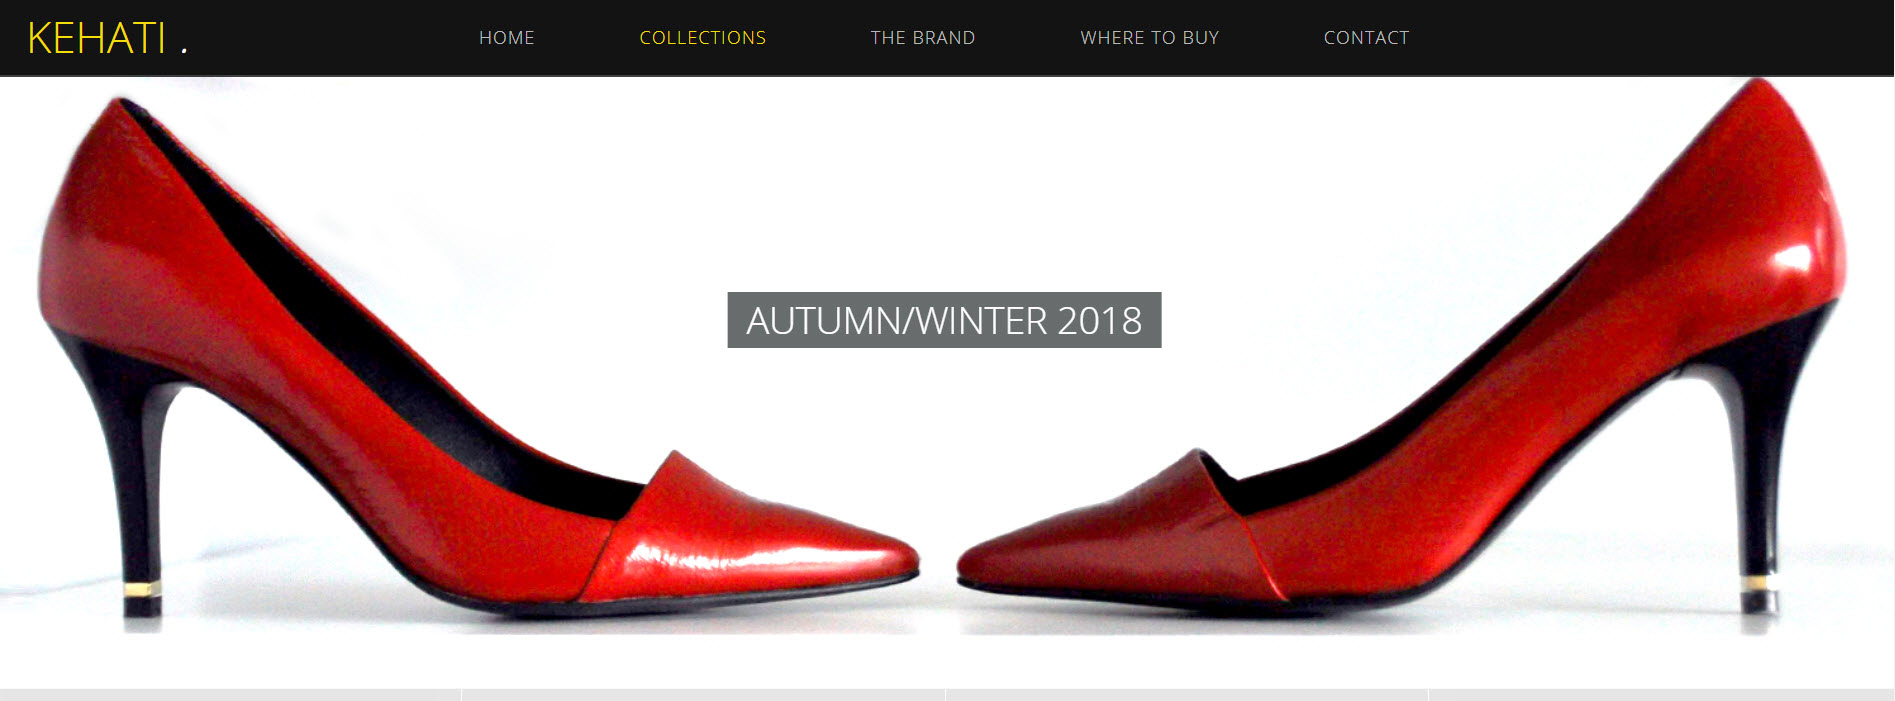 KEHATI .
HOME
COLLECTIONS
THE BRAND
WHERE TO BUY
CONTACT
AUTUMN/WINTER 2018